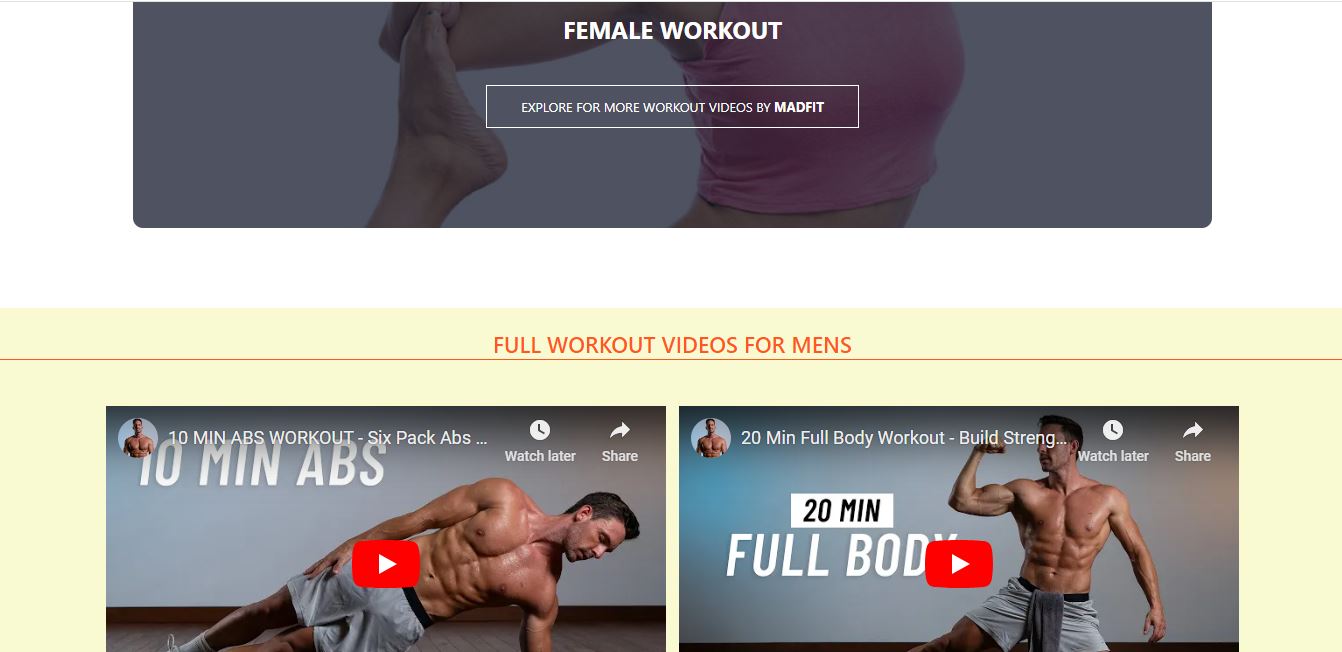 FEMALE WORKOUT
EXPLORE FOR MORE WORKOUT VIDEOS BY MADFIT
FULL WORKOUT VIDEOS FOR MENS
10 MIN ABS WORKOUT - Six Pack Abs ...
Watch later
Share
10 MIN ABS
20 Min Full Body Workout - Build Streng...
Watch later
Share
20 MIN
FULL BODY